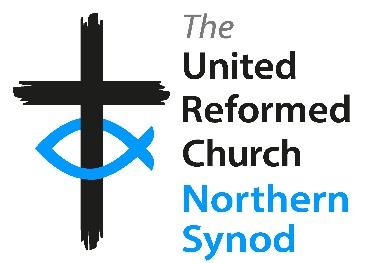 The
United
Reformed
Church
Northern
Synod